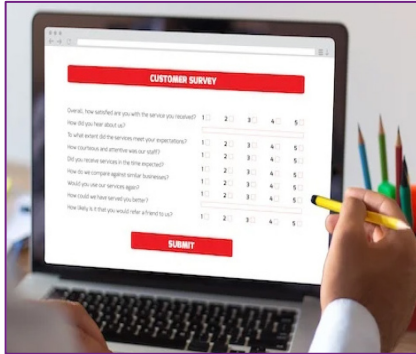 CUSTOMER SURVEY
Overall, how satisfied are you with the service you received? 1 2 3 4 5
How did you hear about us?
To what extent did the services meet your expectations? 1 2 3 4 5
How courteous and attentive was our staff? 1 2 3 4 5
Did you receive services in the time expected? 1 2 3 4 5
How do we compare against similar businesses? 1 2 3 4 5
Would you use our services again? 1 2 3 4 5
How could we have served you better?
How likely is it that you would refer a friend to us? 1 2 3 4 5
SUBMIT